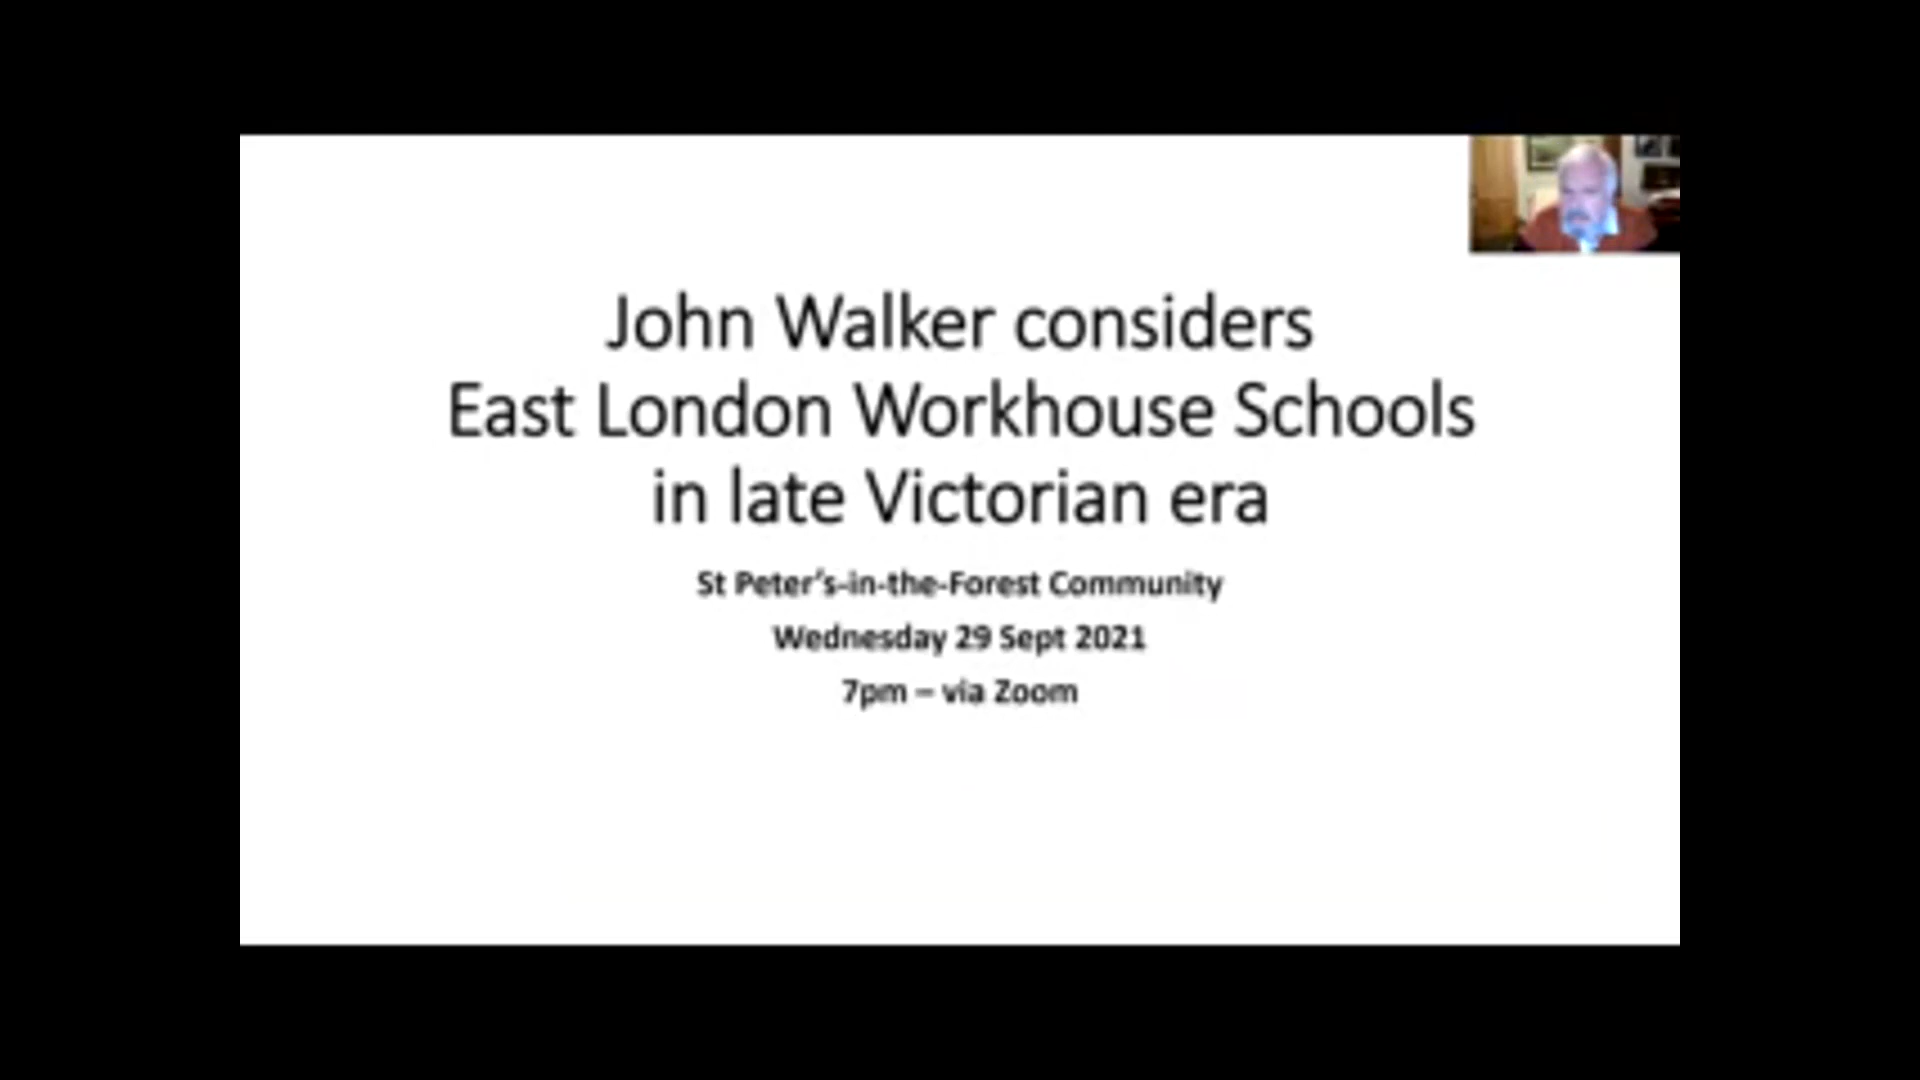 John Walker considers
East London Workhouse Schools
in late Victorian era
St Peter's-in-the-Forest Community
Wednesday 29 Sept 2021
7pm – via Zoom